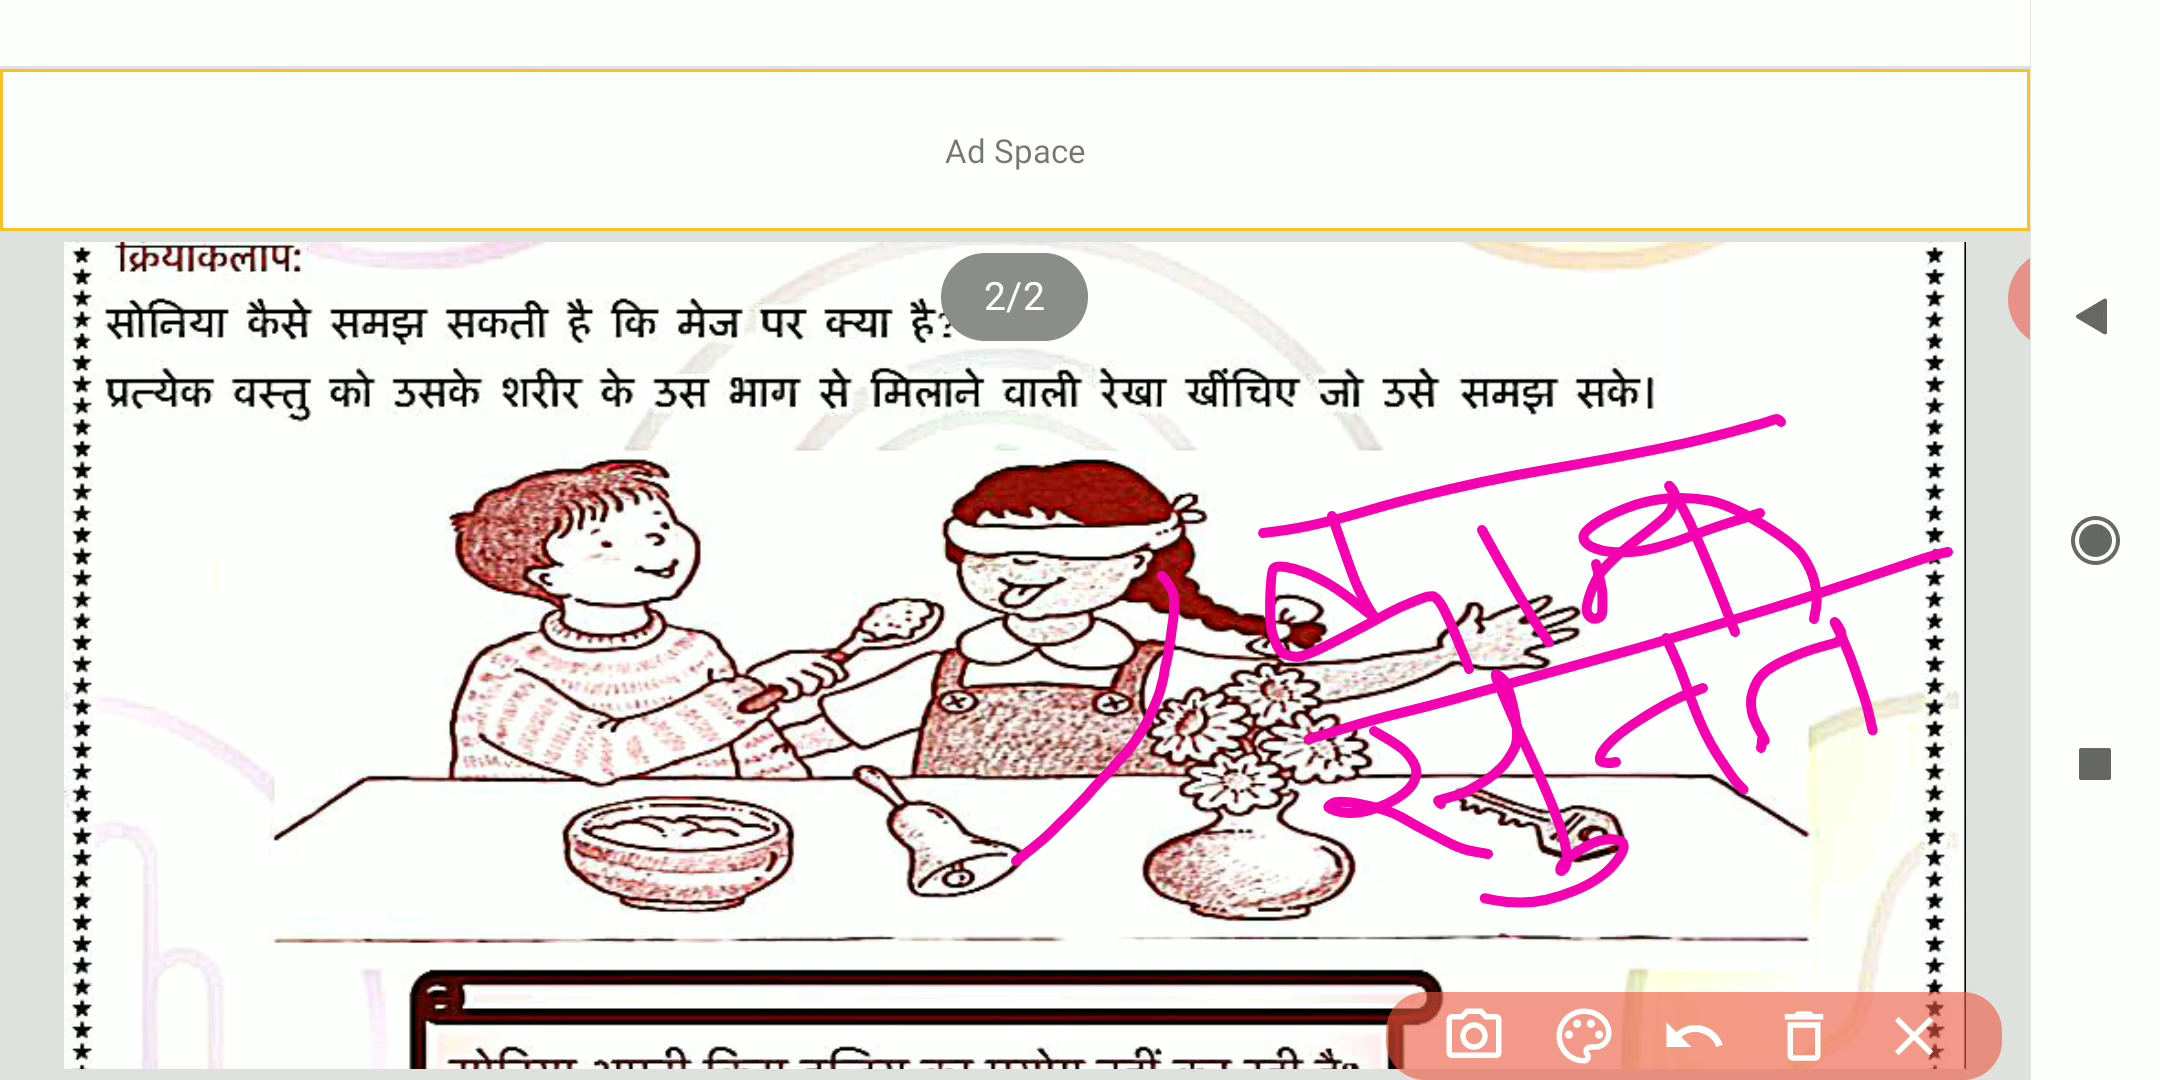 Ad Space
क्रियाकलाप:
2/2
सोनिया कैसे समझ सकती है कि मेज पर क्या है?
प्रत्येक वस्तु को उसके शरीर के उस भाग से मिलाने वाली रेखा खींचिए जो उसे समझ सके।